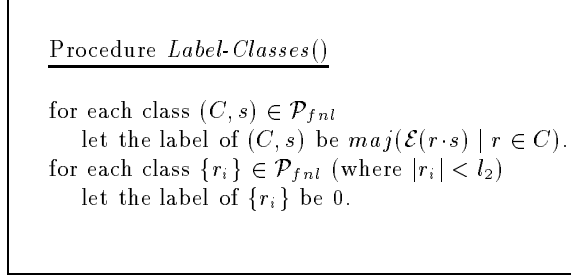 Procedure Label-Classes()
for each class (C, s) ∈ 𝒫_fnl
let the label of (C, s) be maj(ℰ(r·s) | r ∈ C).
for each class {r_i} ∈ 𝒫_fnl (where |r_i| < l_2)
let the label of {r_i} be 0.